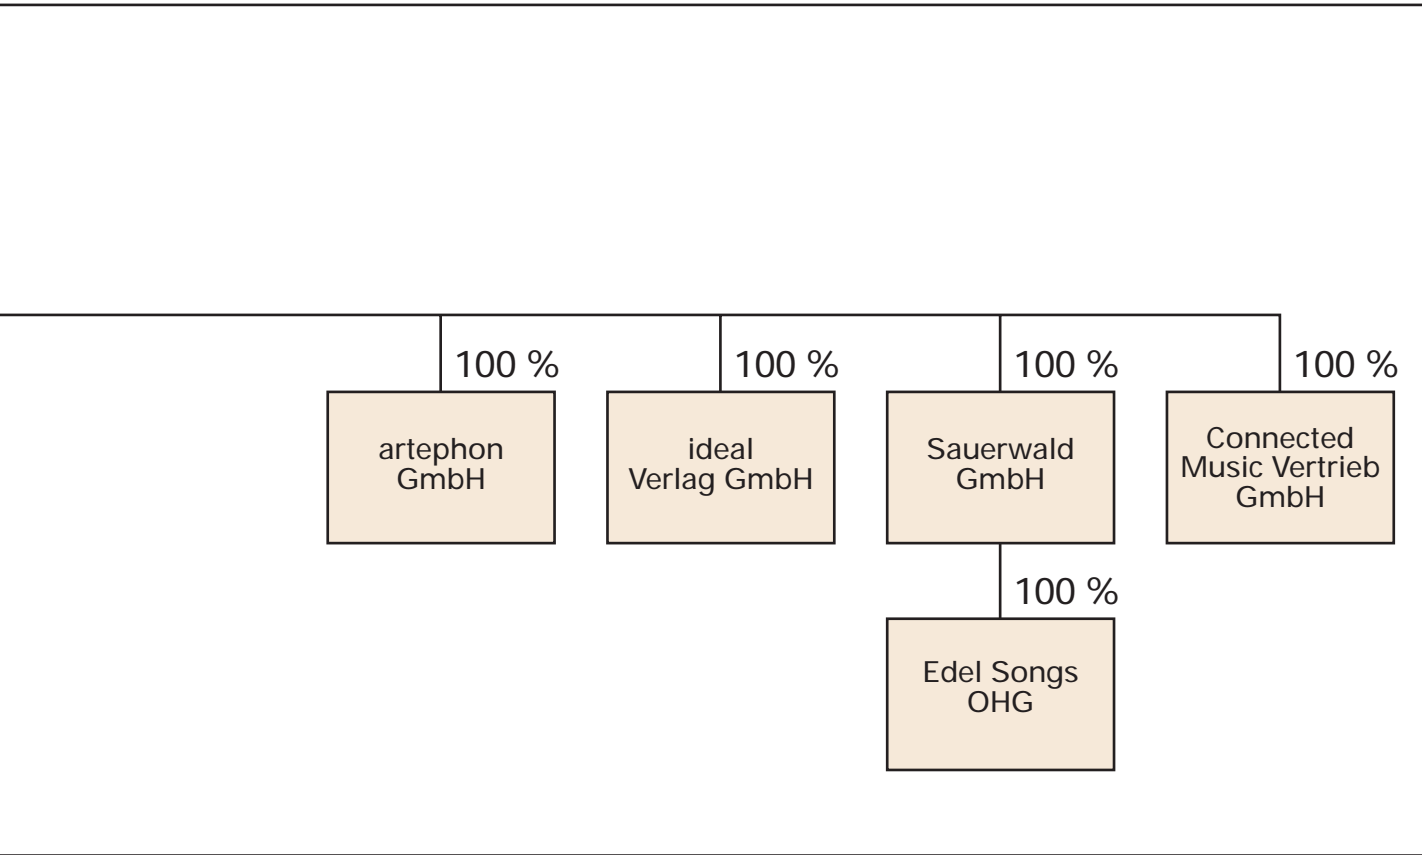 100 %
100 %
100 %
100 %
artephon
GmbH
ideal
Verlag GmbH
Sauerwald
GmbH
Connected
Music Vertrieb
GmbH
100 %
Edel Songs
OHG